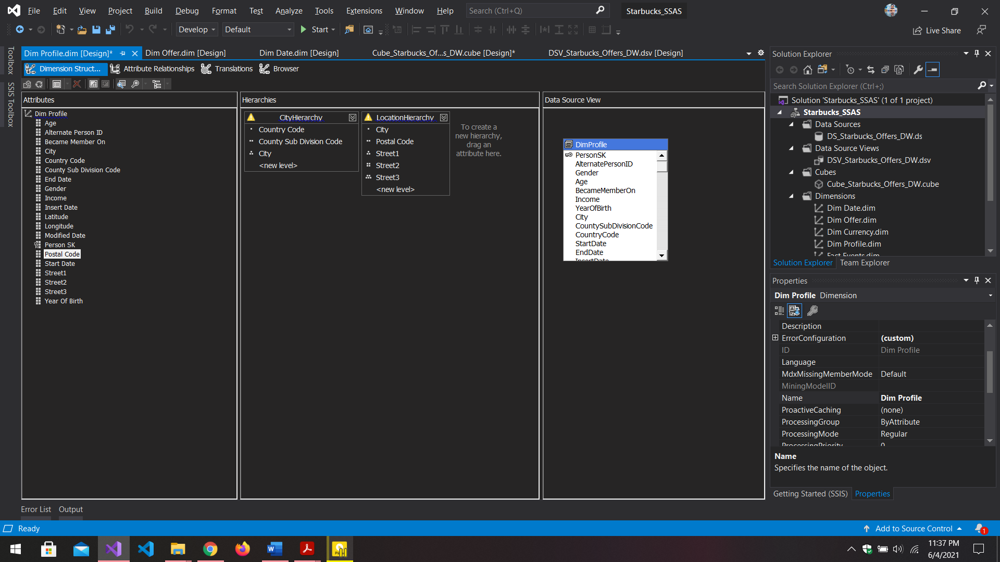 File Edit View Project Build Debug Format Test Analyze Tools Extensions Window Help Search (Ctrl+Q) Starbucks_SSAS
Develop Default Start Live Share
Toolbox
SSIS Toolbox
Dim Profile.dim [Design]* Dim Offer.dim [Design] Dim Date.dim [Design] Cube_Starbucks_Of...s_DW.cube [Design]* DSV_Starbucks_Offers_DW.dsv [Design]
Dimension Struct... Attribute Relationships Translations Browser
Attributes
Dim Profile
Age
Alternate Person ID
Became Member On
City
Country Code
County Sub Division Code
End Date
Gender
Income
Insert Date
Latitude
Longitude
Modified Date
Person SK
Postal Code
Start Date
Street1
Street2
Street3
Year Of Birth
Hierarchies
CityHierarchy
Country Code
County Sub Division Code
City
<new level>
LocationHierarchy
City
Postal Code
Street1
Street2
Street3
<new level>
To create a
new hierarchy,
drag an
attribute here.
Data Source View
DimProfile
PersonSK
AlternatePersonID
Gender
Age
BecameMemberOn
Income
YearOfBirth
City
CountySubDivisionCode
CountryCode
StartDate
EndDate
InsertDate
Solution Explorer
Search Solution Explorer (Ctrl+;)
Solution 'Starbucks_SSAS' (1 of 1 project)
Starbucks_SSAS
Data Sources
DS_Starbucks_Offers_DW.ds
Data Source Views
DSV_Starbucks_Offers_DW.dsv
Cubes
Cube_Starbucks_Offers_DW.cube
Dimensions
Dim Date.dim
Dim Offer.dim
Dim Currency.dim
Dim Profile.dim
Fact Events.dim
Solution Explorer Team Explorer
Properties
Dim Profile Dimension
Description
ErrorConfiguration (custom)
ID Dim Profile
Language
MdxMissingMemberMode Default
MiningModelID
Name Dim Profile
ProactiveCaching (none)
ProcessingGroup ByAttribute
ProcessingMode Regular
ProcessingPriority 0
Name
Specifies the name of the object.
Getting Started (SSIS) Properties
Error List Output
Ready Add to Source Control 1
11:37 PM
6/4/2021